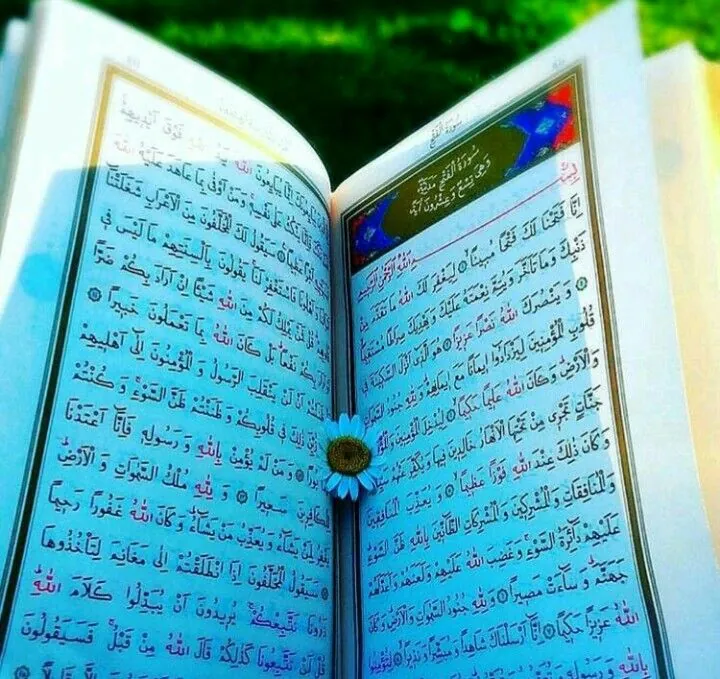 سُورَةُ الْفَتْحِ
سُورَةُ الْفَتْحِ مَدَنِيَّةٌ
وَهِيَ تِسْعٌ وَعِشْرُونَ آيَةً
بِسْمِ اللّٰهِ الرَّحْمٰنِ الرَّحِيمِ
اِنَّا فَتَحْنَا لَكَ فَتْحًا مُبِينًا لِيَغْفِرَ لَكَ اللّٰهُ مَا تَقَدَّمَ مِنْ
ذَنْبِكَ وَمَا تَأَخَّرَ وَيُتِمَّ نِعْمَتَهُ عَلَيْكَ وَيَهْدِيَكَ صِرَاطًا مُسْتَقِيمًا
وَيَنْصُرَكَ اللّٰهُ نَصْرًا عَزِيزًا هُوَ الَّذِي اَنْزَلَ السَّكِينَةَ فِي
قُلُوبِ الْمُؤْمِنِينَ لِيَزْدَادُوا اِيمَانًا مَعَ اِيمَانِهِمْ وَلِلّٰهِ جُنُودُ السَّمٰوَاتِ
وَالْاَرْضِ وَكَانَ اللّٰهُ عَلِيمًا حَكِيمًا لِيُدْخِلَ الْمُؤْمِنِينَ
جَنَّاتٍ تَجْرِي مِنْ تَحْتِهَا الْاَنْهَارُ خَالِدِينَ فِيهَا وَيُكَفِّرَ عَنْهُمْ
وَكَانَ ذٰلِكَ عِنْدَ اللّٰهِ فَوْزًا عَظِيمًا وَيُعَذِّبَ الْمُنَافِقِينَ
وَالْمُنَافِقَاتِ وَالْمُشْرِكِينَ وَالْمُشْرِكَاتِ الظَّانِّينَ بِاللّٰهِ ظَنَّ السَّوْءِ
عَلَيْهِمْ دَائِرَةُ السَّوْءِ وَغَضِبَ اللّٰهُ عَلَيْهِمْ وَلَعَنَهُمْ وَاَعَدَّ لَهُمْ
جَهَنَّمَ وَسَاءَتْ مَصِيرًا وَلِلّٰهِ جُنُودُ السَّمٰوَاتِ وَالْاَرْضِ وَكَانَ
اللّٰهُ عَزِيزًا حَكِيمًا اِنَّا اَرْسَلْنَاكَ شَاهِدًا وَمُبَشِّرًا وَنَذِيرًا لِتُؤْمِنُوا
بِاللّٰهِ وَرَسُولِهِ
اِنَّمَا يُبَايِعُونَ اللّٰهَ يَدُ اللّٰهِ فَوْقَ اَيْدِيهِمْ
فَاِنَّمَا يَنْكُثُ عَلٰى نَفْسِهِ وَمَنْ اَوْفٰى بِمَا عَاهَدَ عَلَيْهُ اللّٰهَ
اَجْرًا عَظِيمًا سَيَقُولُ لَكَ الْمُخَلَّفُونَ مِنَ الْاَعْرَابِ شَغَلَتْنَا
وَاَهْلُونَا فَاسْتَغْفِرْ لَنَا يَقُولُونَ بِاَلْسِنَتِهِمْ مَا لَيْسَ فِي
قُلْ فَمَنْ يَمْلِكُ لَكُمْ مِنَ اللّٰهِ شَيْئًا اِنْ اَرَادَ بِكُمْ ضَرًّا
اَوْ اَرَادَ بِكُمْ نَفْعًا بَلْ كَانَ اللّٰهُ بِمَا تَعْمَلُونَ خَبِيرًا
اَنْ لَنْ يَنْقَلِبَ الرَّسُولُ وَالْمُؤْمِنُونَ اِلٰى اَهْلِيهِمْ
ذٰلِكَ فِي قُلُوبِكُمْ وَظَنَنْتُمْ ظَنَّ السَّوْءِ وَكُنْتُمْ
وَمَنْ لَمْ يُؤْمِنْ بِاللّٰهِ وَرَسُولِهِ فَاِنَّا اَعْتَدْنَا
لِلْكَافِرِينَ سَعِيرًا وَلِلّٰهِ مُلْكُ السَّمٰوَاتِ وَالْاَرْضِ
يَغْفِرُ لِمَنْ يَشَاءُ وَيُعَذِّبُ مَنْ يَشَاءُ وَكَانَ اللّٰهُ غَفُورًا رَحِيمًا
سَيَقُولُ الْمُخَلَّفُونَ اِذَا انْطَلَقْتُمْ اِلٰى مَغَانِمَ لِتَأْخُذُوهَا
ذَرُونَا نَتَّبِعْكُمْ يُرِيدُونَ اَنْ يُبَدِّلُوا كَلَامَ اللّٰهِ
قُلْ لَنْ تَتَّبِعُونَا كَذٰلِكُمْ قَالَ اللّٰهُ مِنْ قَبْلُ فَسَيَقُولُونَ